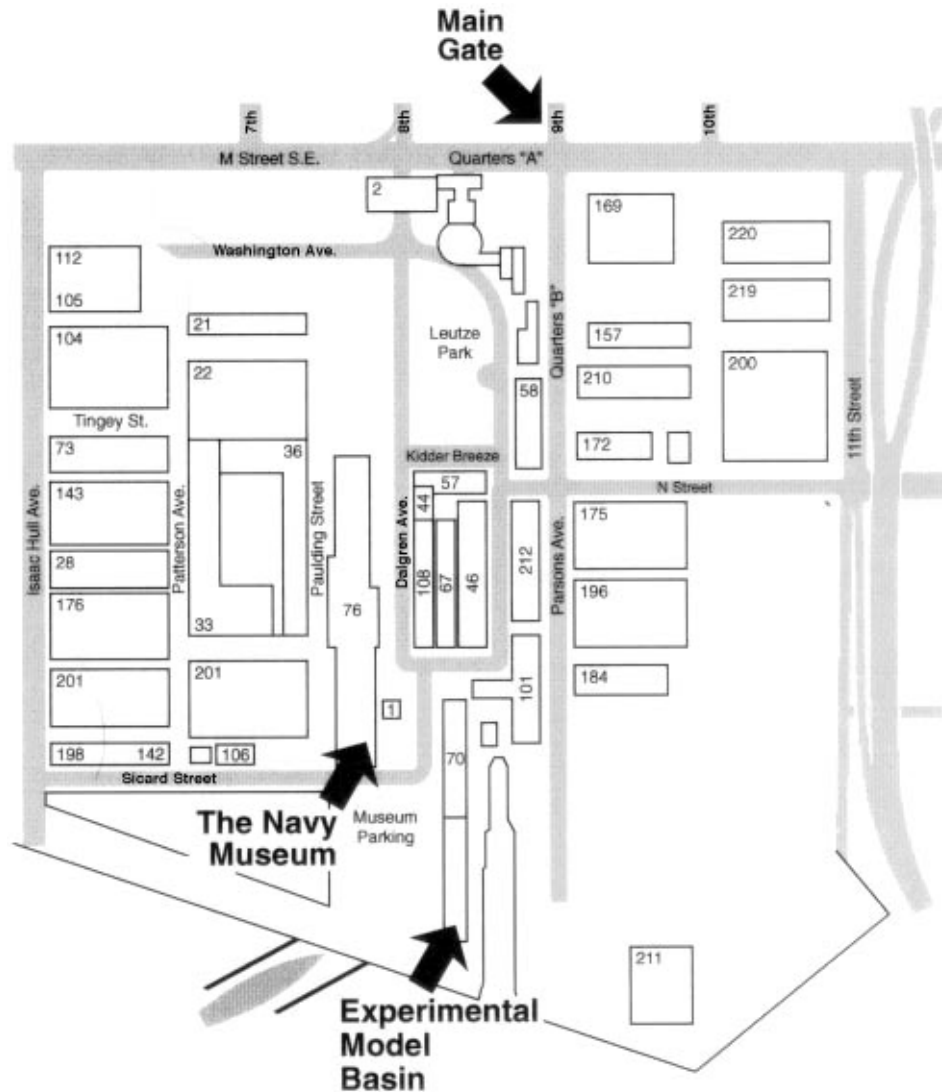 Main
Gate
7th
8th
9th
10th
M Street S.E.
Quarters "A"
2
169
220
Washington Ave.
112
105
219
21
104
Leutze
Park
Quarters "B"
157
22
210
200
58
11th Street
Tingey St.
73
36
172
Kidder Breeze
57
N Street
143
44
175
Isaac Hull Ave.
Patterson Ave.
Paulding Street
Dalgren Ave.
28
108
67
46
212
Parsons Ave.
176
76
196
33
201
201
184
101
1
198
142
106
70
Sicard Street
The Navy
Museum
Museum
Parking
211
Experimental
Model
Basin